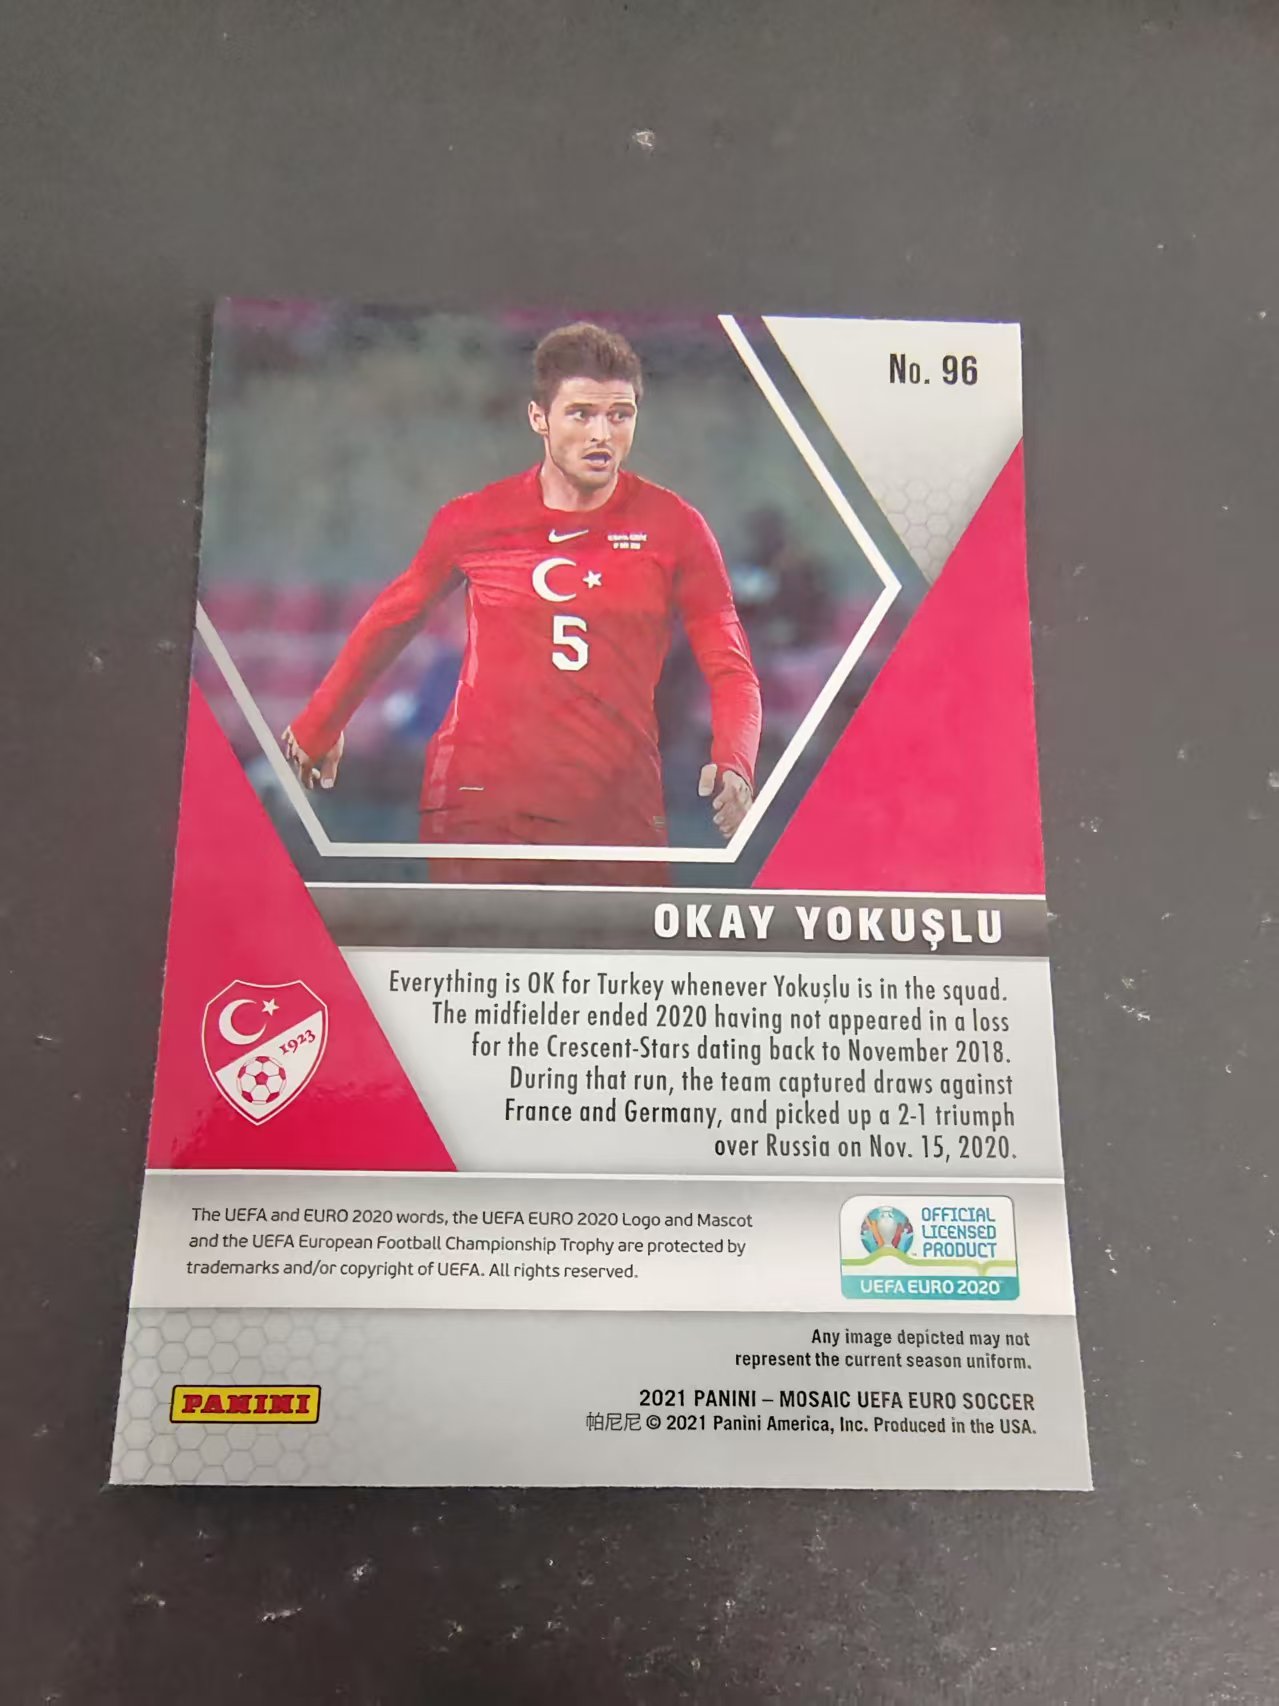 No. 96
5
OKAY YOKUŞLU
Everything is OK for Turkey whenever Yokuşlu is in the squad.
The midfielder ended 2020 having not appeared in a loss
for the Crescent-Stars dating back to November 2018.
During that run, the team captured draws against
France and Germany, and picked up a 2-1 triumph
over Russia on Nov. 15, 2020.
1923
The UEFA and EURO 2020 words, the UEFA EURO 2020 Logo and Mascot
and the UEFA European Football Championship Trophy are protected by
trademarks and/or copyright of UEFA. All rights reserved.
OFFICIAL
LICENSED
PRODUCT
UEFA EURO 2020
Any image depicted may not
represent the current season uniform.
PANINI
2021 PANINI – MOSAIC UEFA EURO SOCCER
帕尼尼 © 2021 Panini America, Inc. Produced in the USA.